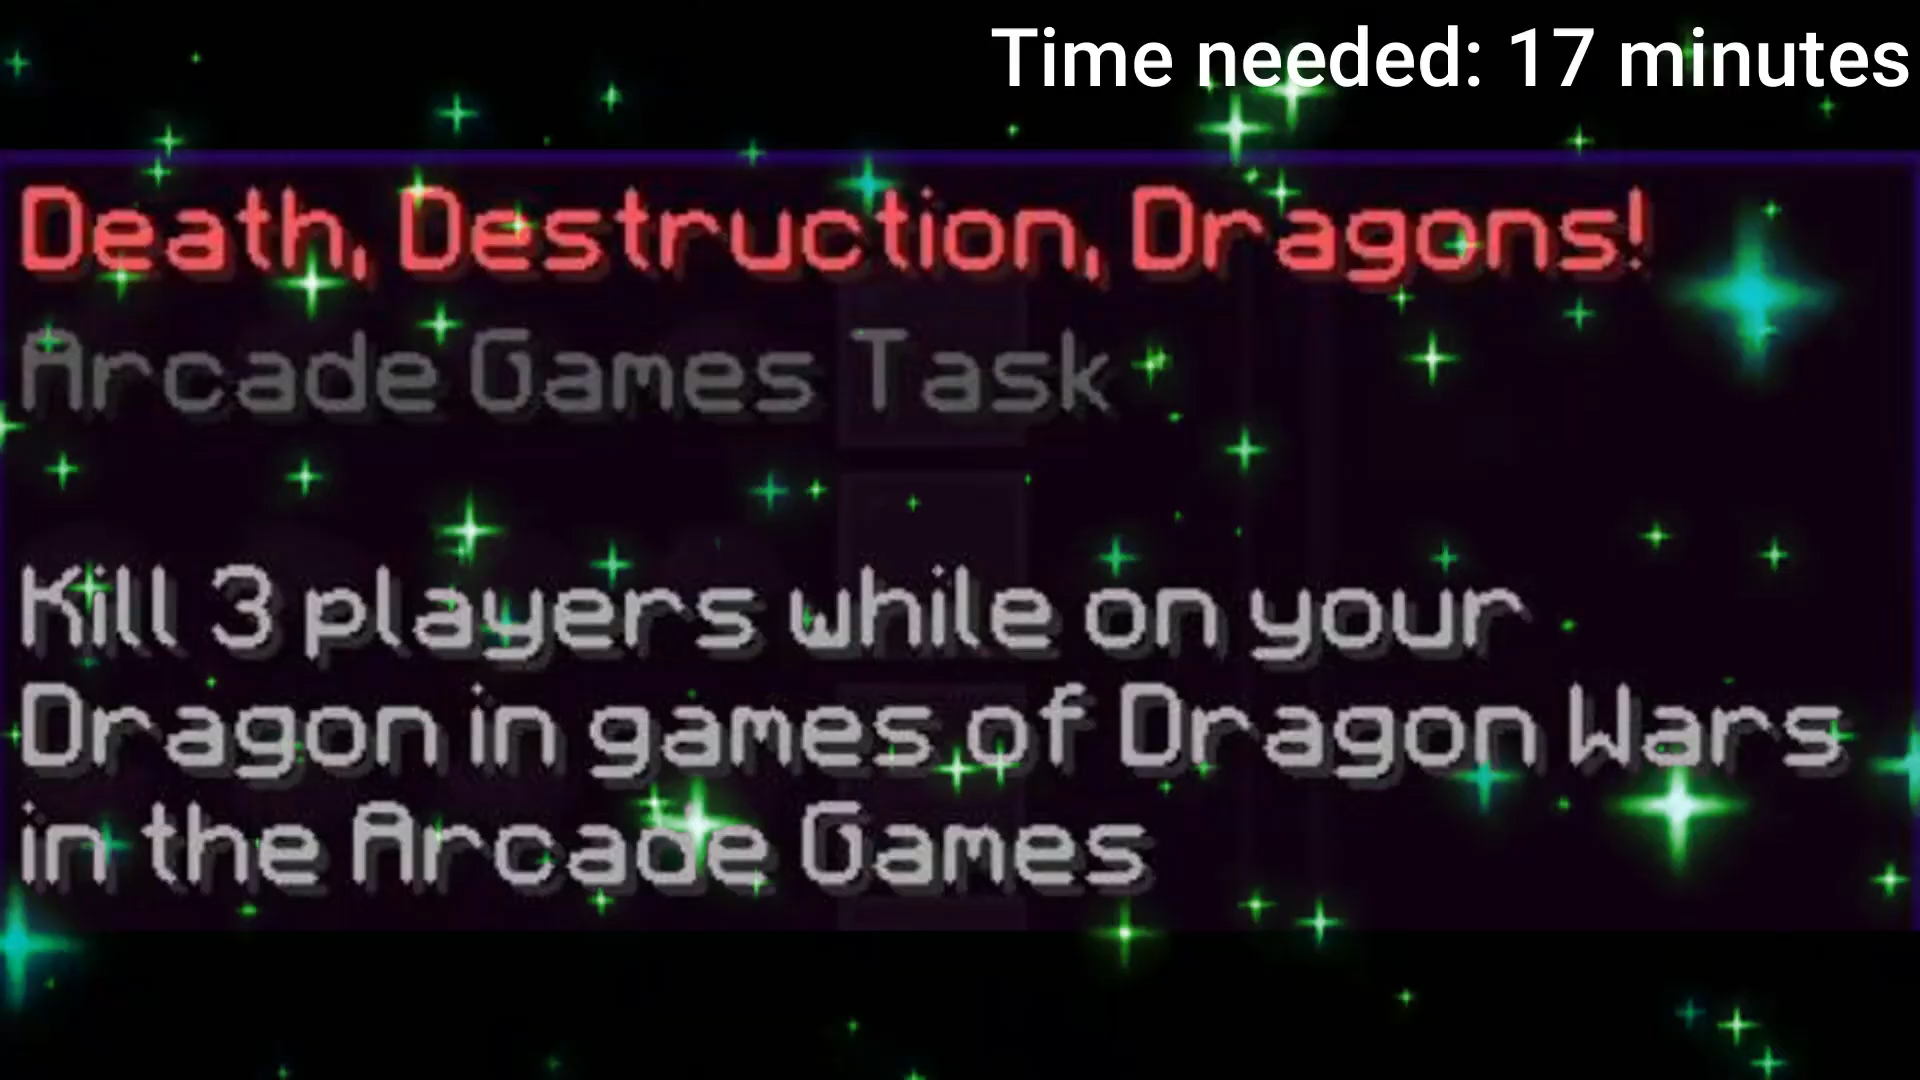 Time needed: 17 minutes
Death, Destruction, Dragons!
Arcade Games Task
Kill 3 players while on your
Dragon in games of Dragon Wars
in the Arcade Games